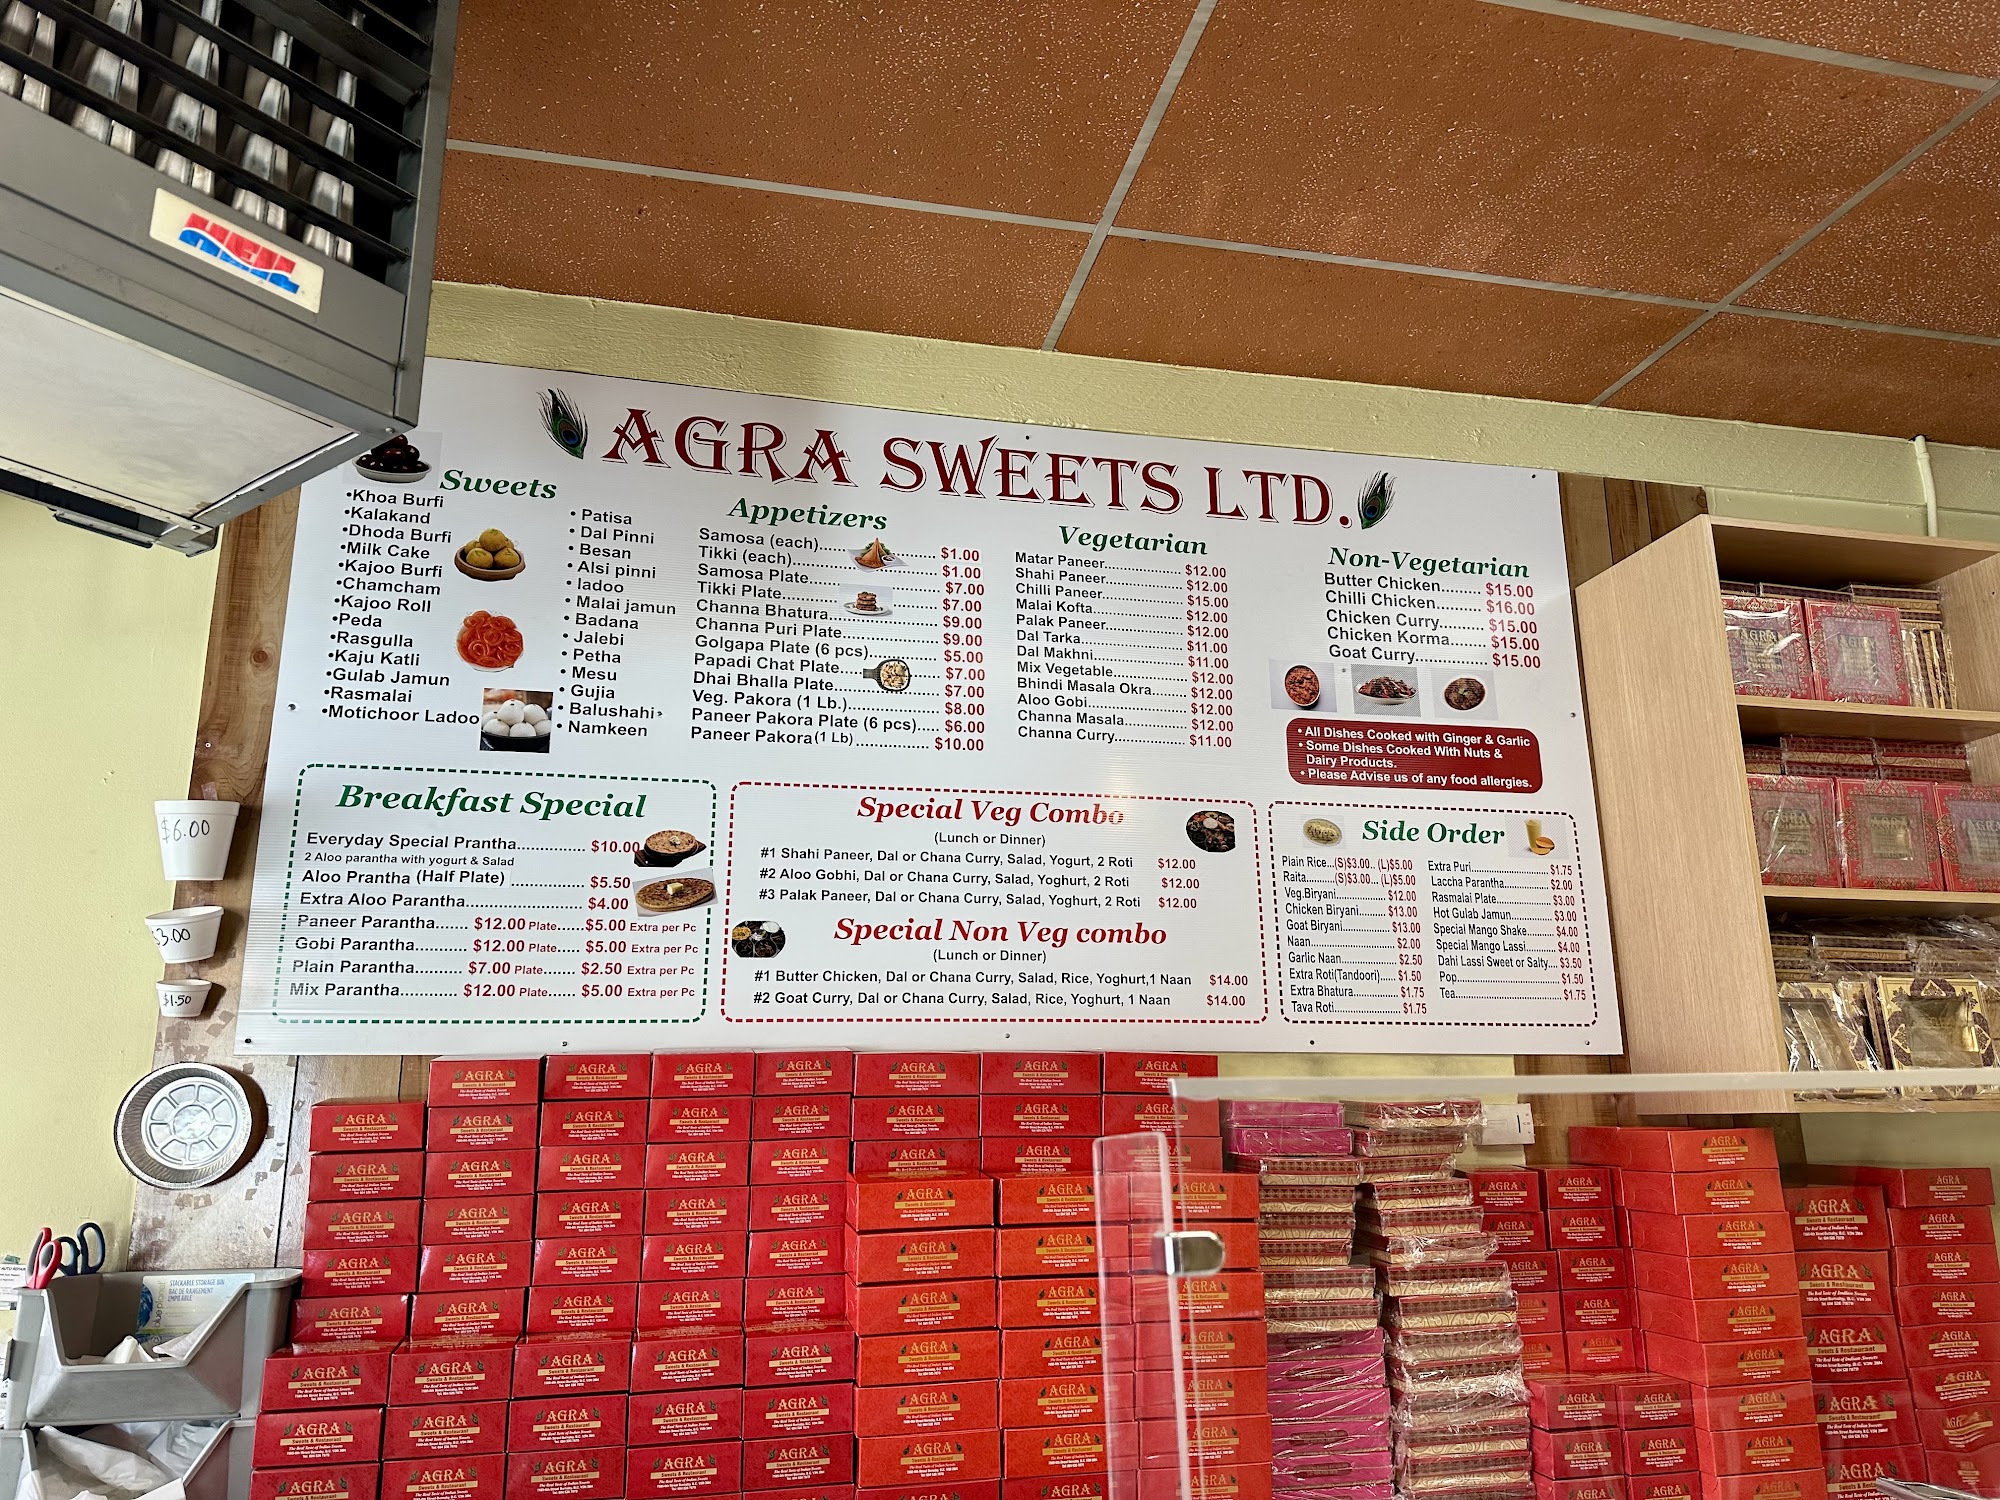 HEAL
AGRA SWEETS LTD.
Sweets
•Khoa Burfi
•Kalakand
•Dhoda Burfi
•Milk Cake
•Kajoo Burfi
•Chamcham
•Kajoo Roll
•Peda
•Rasgulla
•Kaju Katli
•Gulab Jamun
•Rasmalai
•Motichoor Ladoo
• Patisa
• Dal Pinni
• Besan
• Alsi pinni
• ladoo
• Malai jamun
• Badana
• Jalebi
• Petha
• Mesu
• Gujia
• Balushahi
• Namkeen
Appetizers
Samosa (each)..... $1.00
Tikki (each)..... $1.00
Samosa Plate..... $7.00
Tikki Plate..... $7.00
Channa Bhatura..... $9.00
Channa Puri Plate..... $9.00
Golgapa Plate (6 pcs)..... $5.00
Papadi Chat Plate..... $7.00
Dhai Bhalla Plate..... $7.00
Veg. Pakora (1 Lb.)..... $8.00
Paneer Pakora Plate (6 pcs)..... $6.00
Paneer Pakora (1 Lb)..... $10.00
Vegetarian
Matar Paneer..... $12.00
Shahi Paneer..... $12.00
Chilli Paneer..... $15.00
Malai Kofta..... $12.00
Palak Paneer..... $12.00
Dal Tarka..... $11.00
Dal Makhni..... $11.00
Mix Vegetable..... $12.00
Bhindi Masala Okra..... $12.00
Aloo Gobi..... $12.00
Channa Masala..... $12.00
Channa Curry..... $11.00
Non-Vegetarian
Butter Chicken..... $15.00
Chilli Chicken..... $16.00
Chicken Curry..... $15.00
Chicken Korma..... $15.00
Goat Curry..... $15.00
• All Dishes Cooked with Ginger & Garlic
• Some Dishes Cooked With Nuts &
Dairy Products.
• Please Advise us of any food allergies.
Breakfast Special
Everyday Special Prantha..... $10.00
2 Aloo parantha with yogurt & Salad
Aloo Prantha (Half Plate)..... $5.50
Extra Aloo Parantha..... $4.00
Paneer Parantha....... $12.00 Plate......$5.00 Extra per Pc
Gobi Parantha.......... $12.00 Plate..... $5.00 Extra per Pc
Plain Parantha.......... $7.00 Plate...... $2.50 Extra per Pc
Mix Parantha............ $12.00 Plate...... $5.00 Extra per Pc
Special Veg Combo
(Lunch or Dinner)
#1 Shahi Paneer, Dal or Chana Curry, Salad, Yogurt, 2 Roti $12.00
#2 Aloo Gobhi, Dal or Chana Curry, Salad, Yoghurt, 2 Roti $12.00
#3 Palak Paneer, Dal or Chana Curry, Salad, Yoghurt, 2 Roti $12.00
Special Non Veg combo
(Lunch or Dinner)
#1 Butter Chicken, Dal or Chana Curry, Salad, Rice, Yoghurt,1 Naan $14.00
#2 Goat Curry, Dal or Chana Curry, Salad, Rice, Yoghurt, 1 Naan $14.00
Side Order
Plain Rice...(S)$3.00.. (L)$5.00
Raita..........(S)$3.00... (L)$5.00
Veg.Biryani..... $12.00
Chicken Biryani..... $13.00
Goat Biryani..... $13.00
Naan..... $2.00
Garlic Naan..... $2.50
Extra Roti(Tandoori)..... $1.50
Extra Bhatura..... $1.75
Tava Roti..... $1.75
Extra Puri..... $1.75
Laccha Parantha..... $2.00
Rasmalai Plate..... $3.00
Hot Gulab Jamun..... $3.00
Special Mango Shake..... $4.00
Special Mango Lassi..... $4.00
Dahi Lassi Sweet or Salty.... $3.50
Pop..... $1.50
Tea..... $1.75
$6.00
$3.00
$1.50
STACKABLE STORAGE BIN
BAC DE RANGEMENT
EMPILABLE
AGRA
Sweets & Restaurant
The Real Taste of Indian Sweets